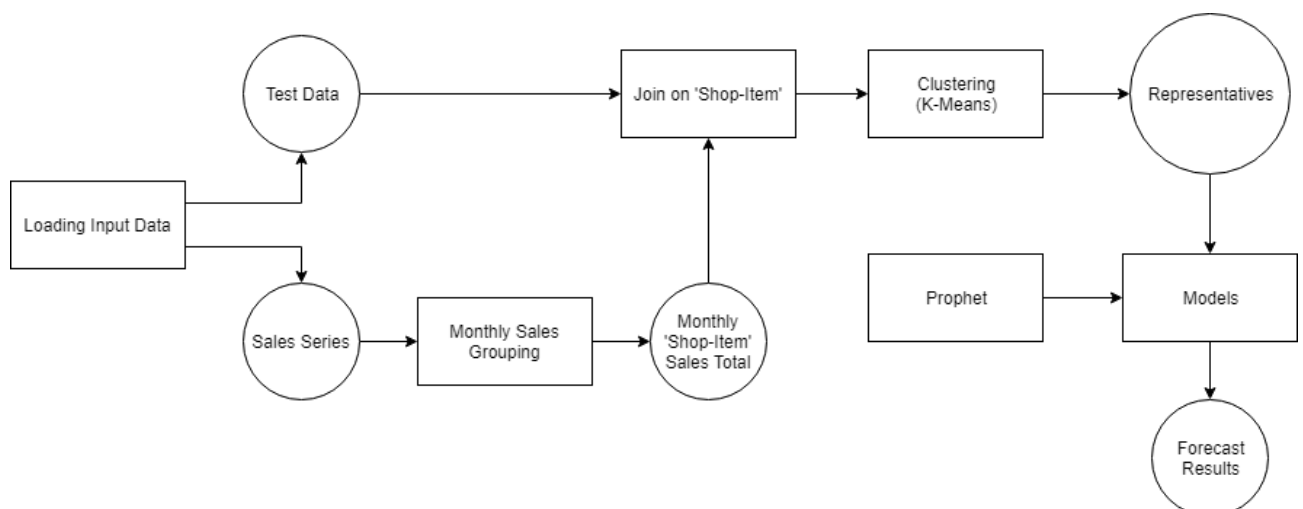 Test Data
Join on 'Shop-Item'
Clustering
(K-Means)
Representatives
Loading Input Data
Sales Series
Monthly Sales
Grouping
Monthly
'Shop-Item'
Sales Total
Prophet
Models
Forecast
Results